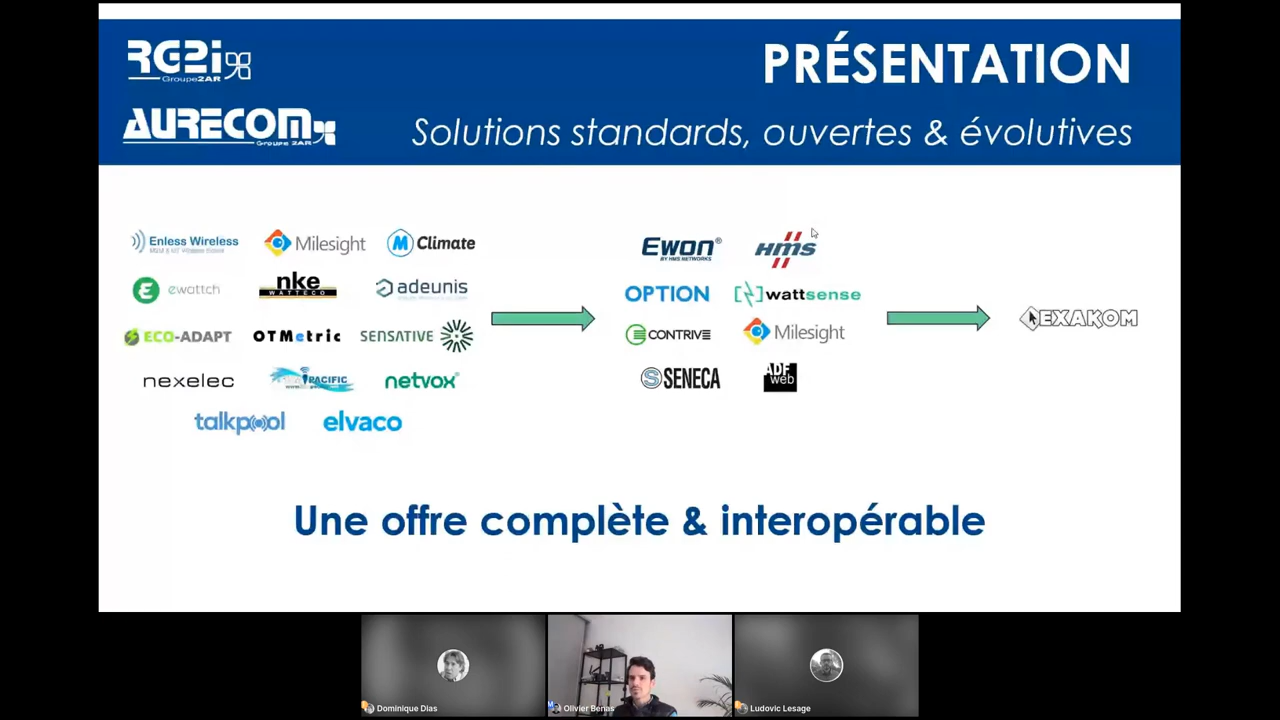 RG2i
Groupe2AR
PRÉSENTATION
AURECOM
Groupe 2AR
Solutions standards, ouvertes & évolutives
Enless Wireless
Milesight
M Climate
ewattch
nke
WATTECO
adeunis
ECO-ADAPT
OTMetric
SENSATIVE
nexelec
PACIFIC
netvox
talkpool
elvaco
Ewon®
BY HMS NETWORKS
HMS
OPTION
wattsense
CONTRIVE
Milesight
SENECA
ADF
web
EXAKOM
Une offre complète & interopérable
Dominique Dias
Olivier Benas
Ludovic Lesage